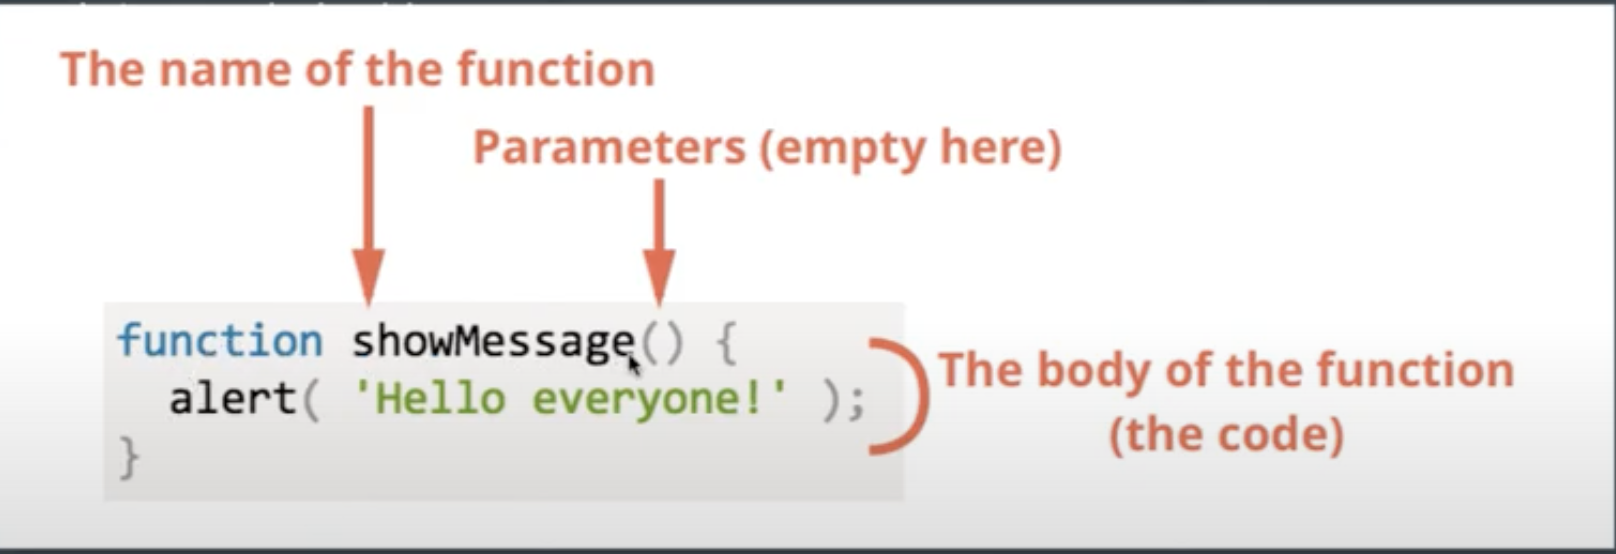 The name of the function
Parameters (empty here)
function showMessage() {
alert( 'Hello everyone!' );
}
The body of the function
(the code)